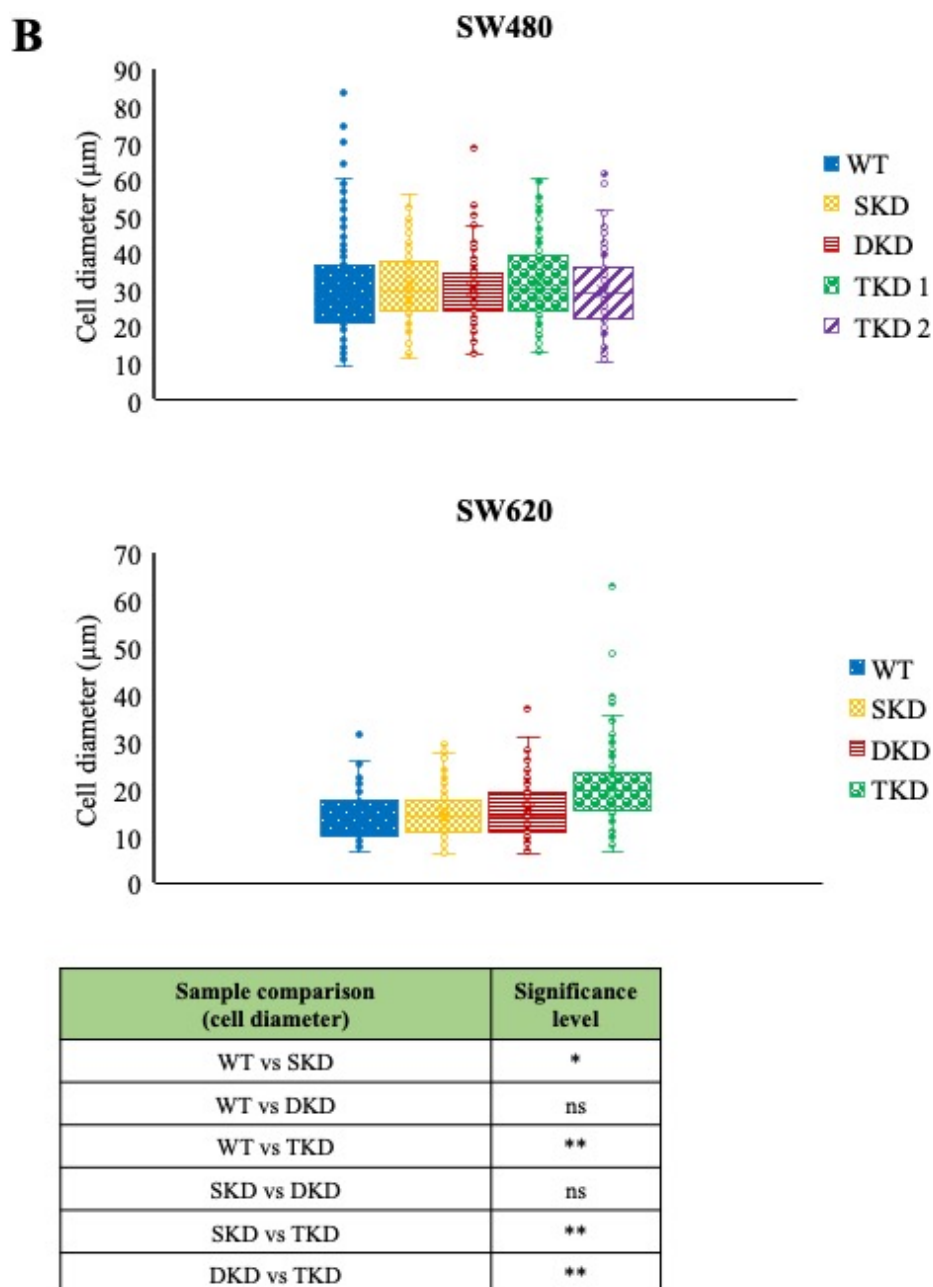 B
SW480
90
80
70
60
50
40
30
20
10
0
Cell diameter (µm)
WT
SKD
DKD
TKD 1
TKD 2
SW620
70
60
50
40
30
20
10
0
Cell diameter (µm)
WT
SKD
DKD
TKD
Sample comparison Significance
(cell diameter) level
WT vs SKD *
WT vs DKD ns
WT vs TKD **
SKD vs DKD ns
SKD vs TKD **
DKD vs TKD **